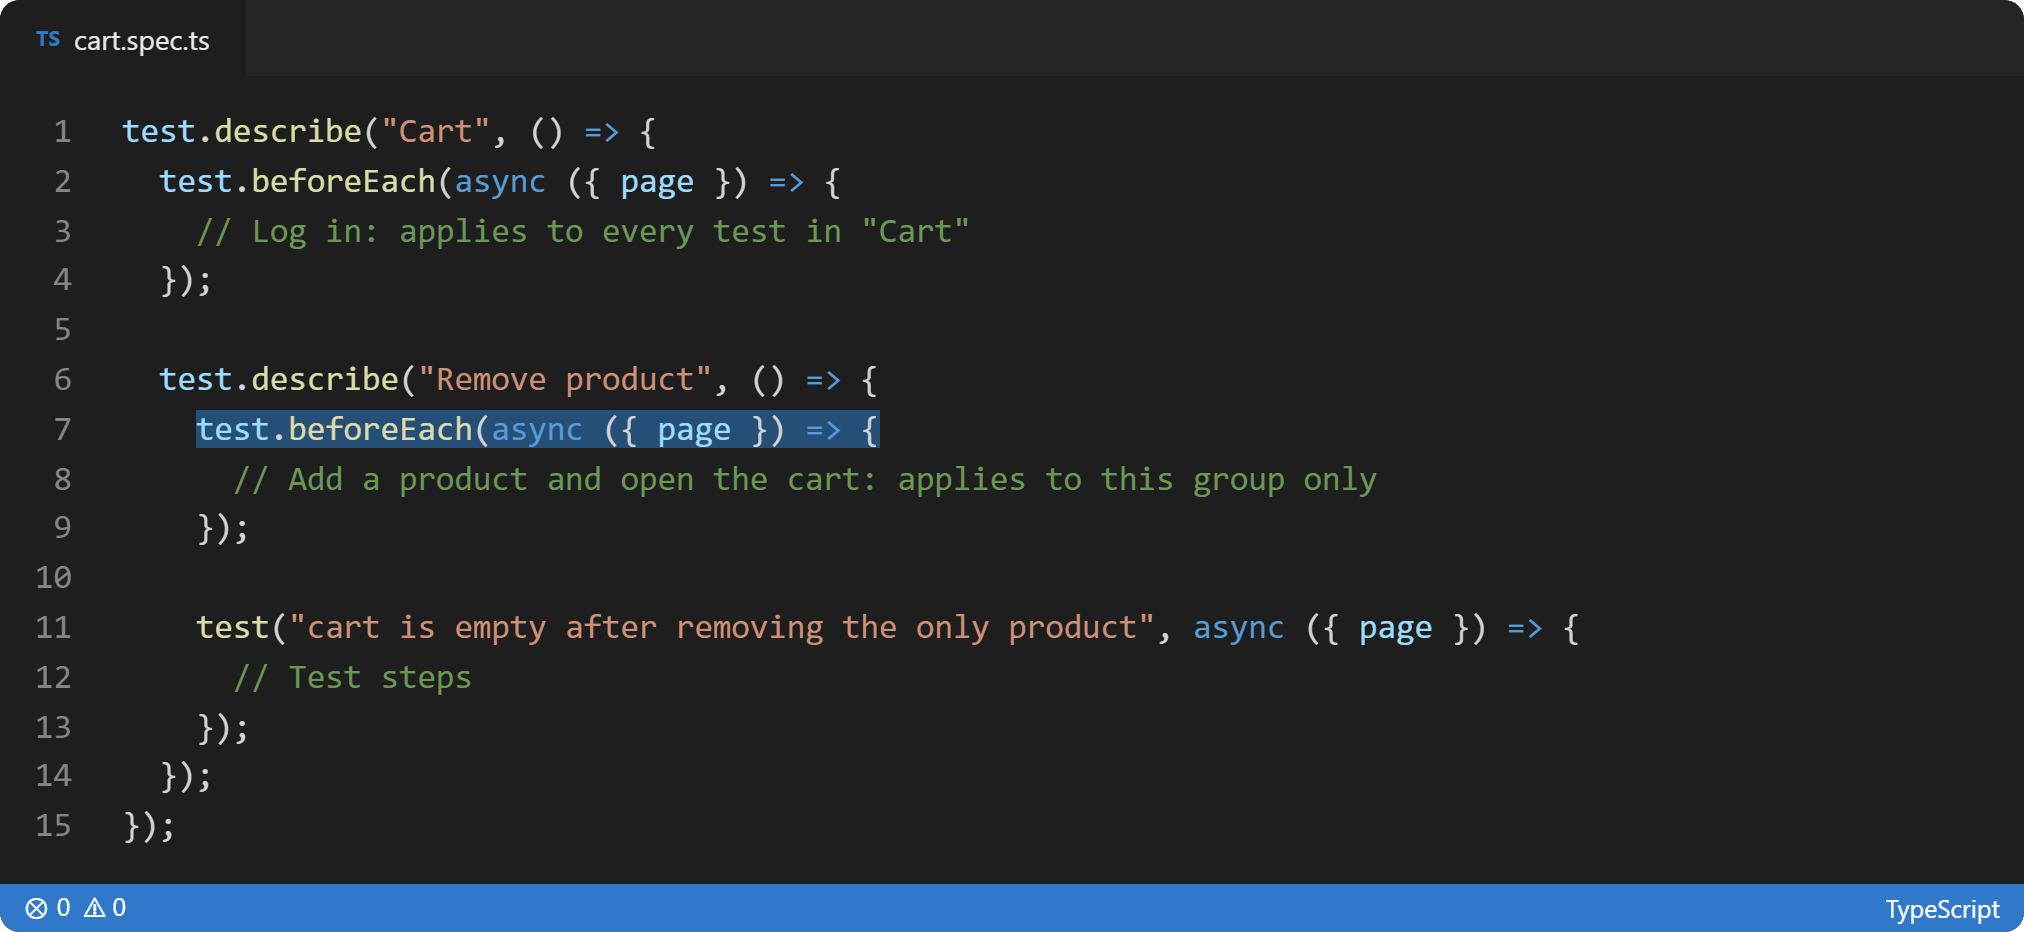 TS cart.spec.ts
1 test.describe("Cart", () => {
2   test.beforeEach(async ({ page }) => {
3     // Log in: applies to every test in "Cart"
4   });
5
6   test.describe("Remove product", () => {
7     test.beforeEach(async ({ page }) => {
8       // Add a product and open the cart: applies to this group only
9     });
10
11     test("cart is empty after removing the only product", async ({ page }) => {
12       // Test steps
13     });
14   });
15 });
0 0 TypeScript